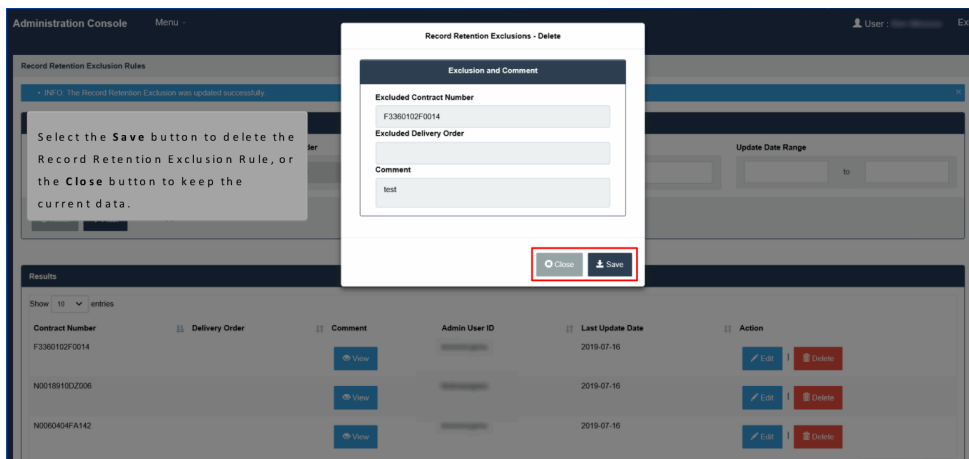 Administration Console Menu User : Ex
Record Retention Exclusions - Delete
Record Retention Exclusion Rules
Exclusion and Comment
INFO: The Record Retention Exclusion was updated successfully.
Excluded Contract Number
F3360102F0014
Select the Save button to delete the
Record Retention Exclusion Rule, or
the Close button to keep the
current data.
Excluded Delivery Order
Update Date Range
to
Comment
test
Close Save
Results
Show 10 entries
Contract Number Delivery Order Comment Admin User ID Last Update Date Action
F3360102F0014 View 2019-07-16 Edit | Delete
N0018910DZ006 View 2019-07-16 Edit | Delete
N0060404FA142 View 2019-07-16 Edit | Delete